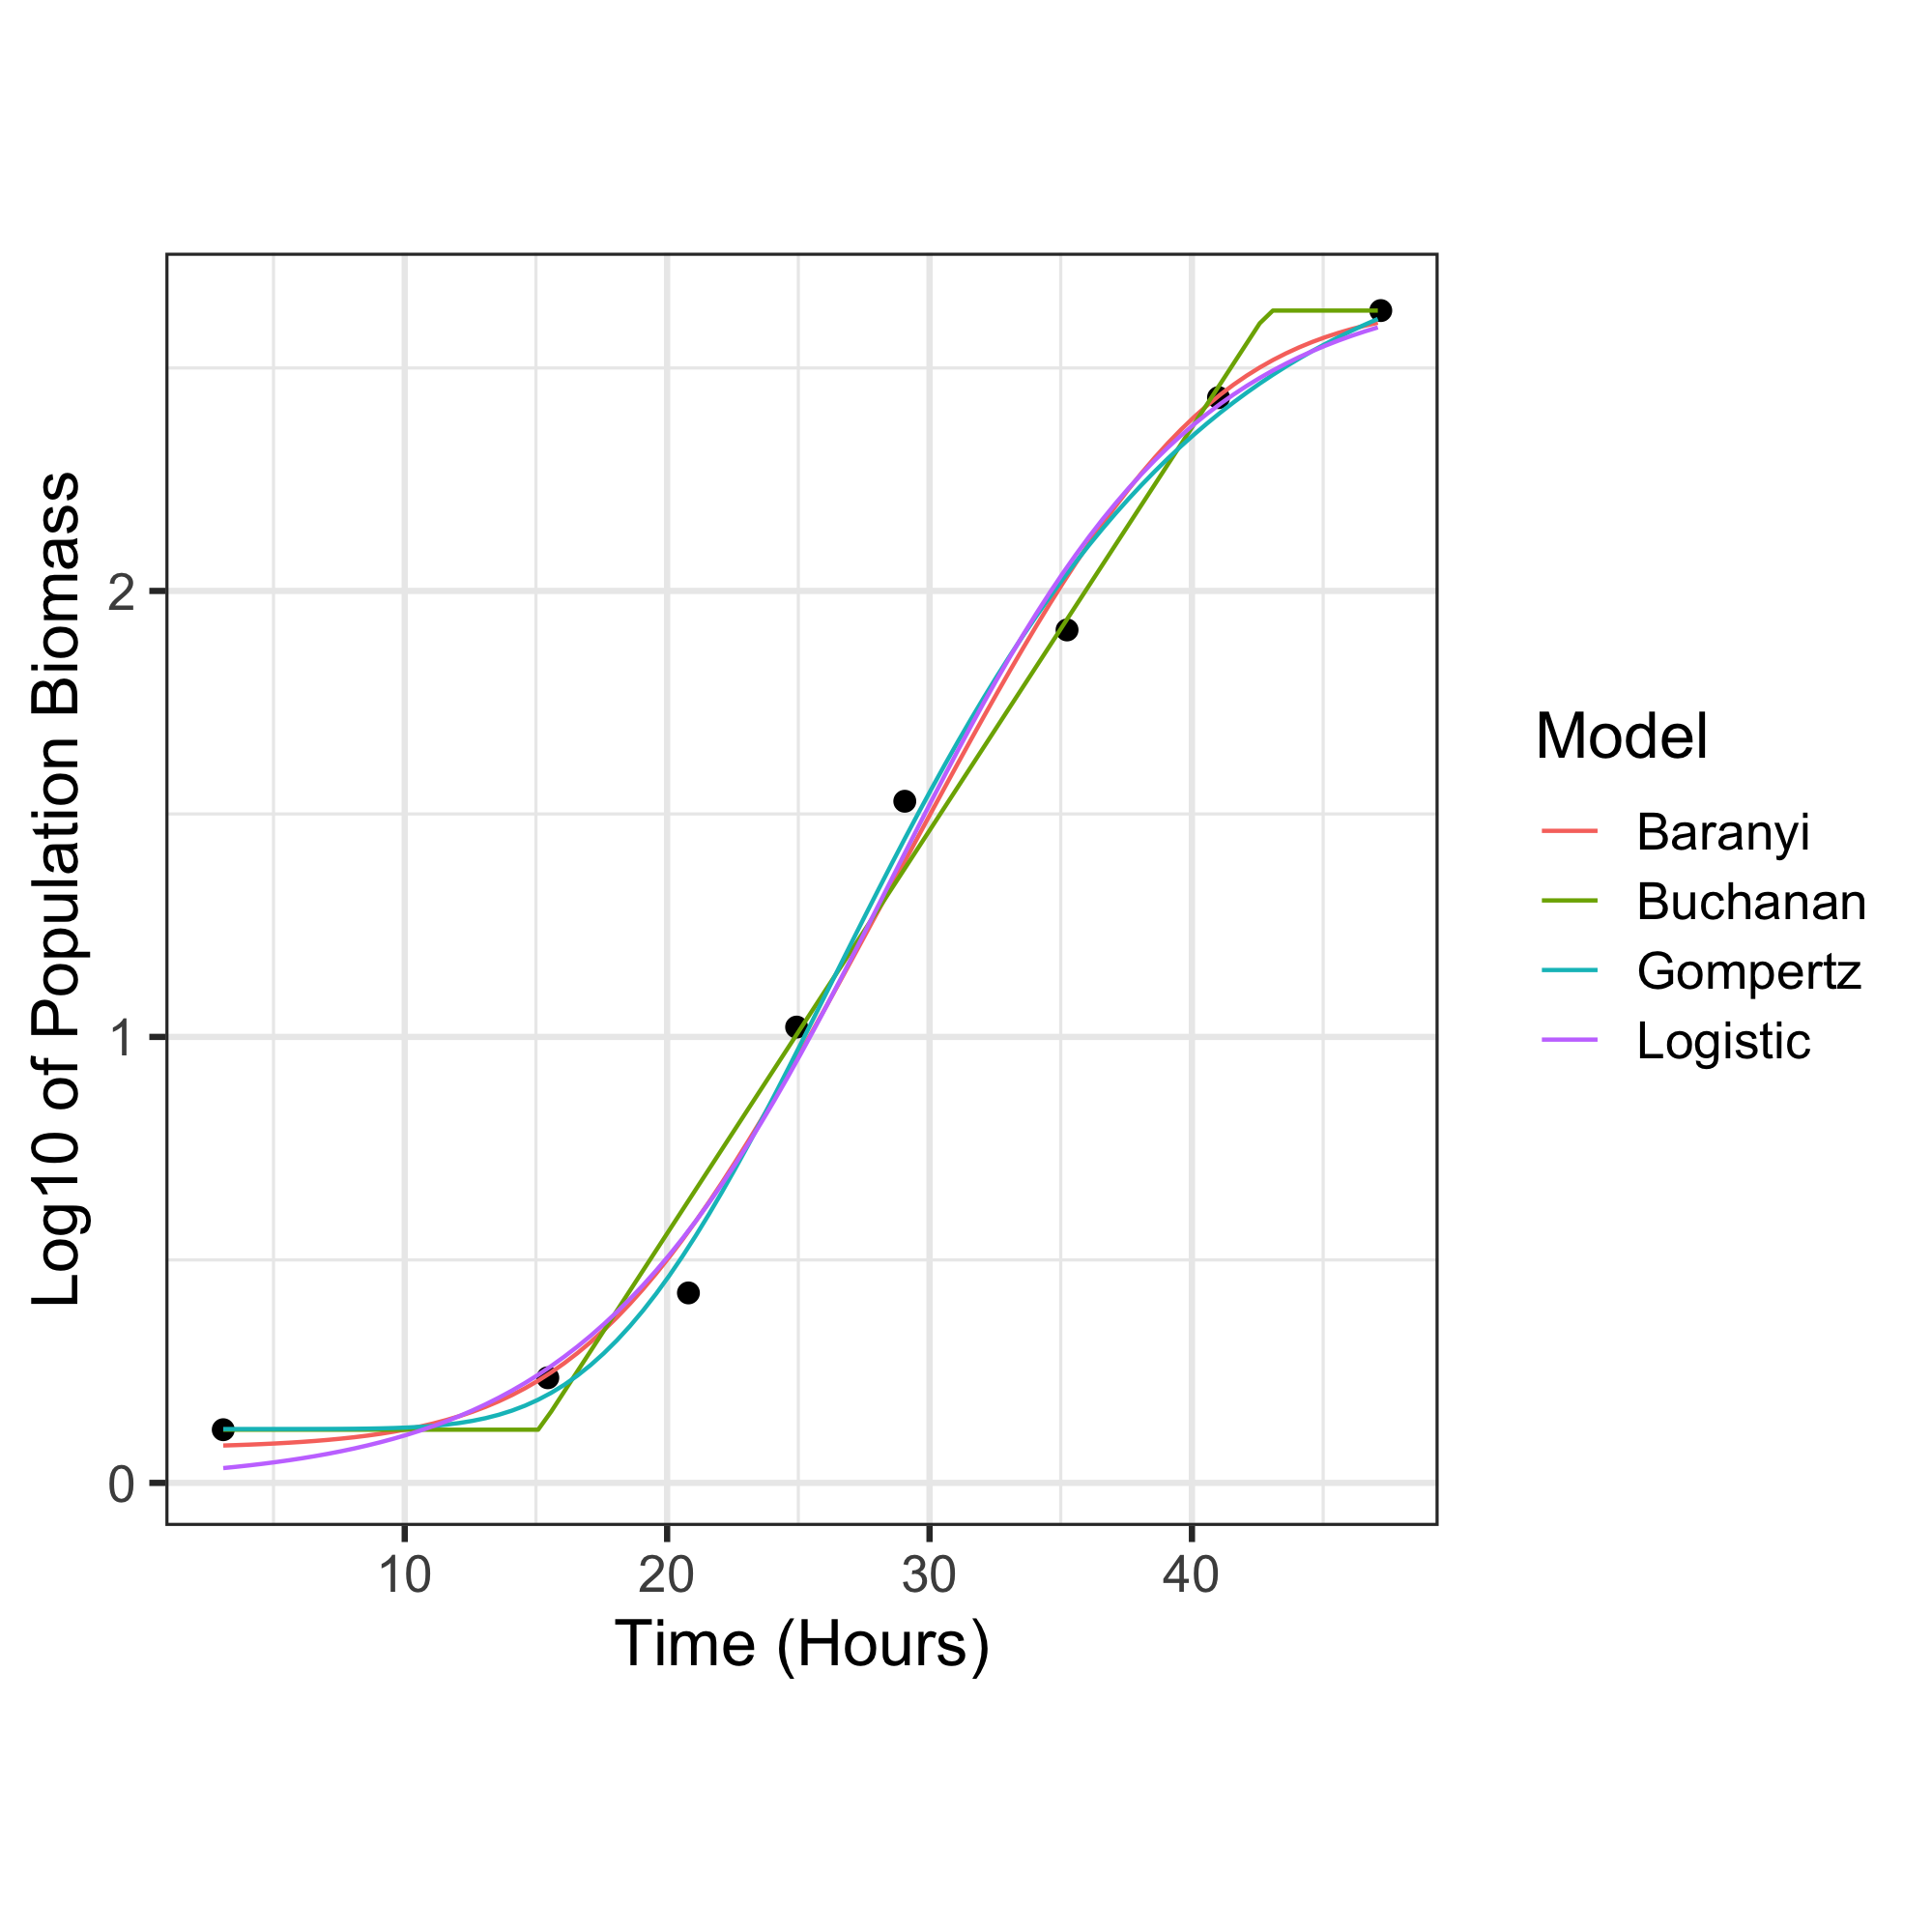 Log10 of Population Biomass
2
1
0
10 20 30 40
Time (Hours)
Model
Baranyi
Buchanan
Gompertz
Logistic